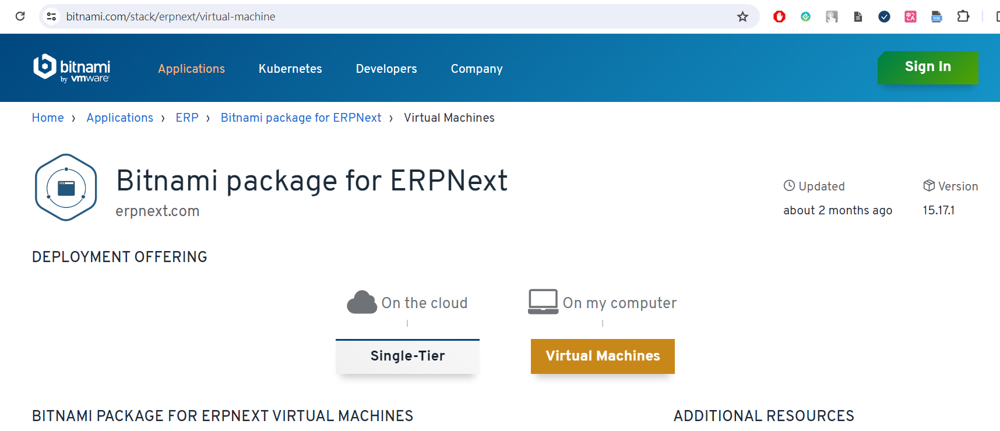 bitnami.com/stack/erpnext/virtual-machine
bitnami
by vmware
Applications Kubernetes Developers Company
Sign In
Home › Applications › ERP › Bitnami package for ERPNext › Virtual Machines
Bitnami package for ERPNext
erpnext.com
Updated
about 2 months ago
Version
15.17.1
DEPLOYMENT OFFERING
On the cloud
On my computer
Single-Tier
Virtual Machines
BITNAMI PACKAGE FOR ERPNEXT VIRTUAL MACHINES
ADDITIONAL RESOURCES